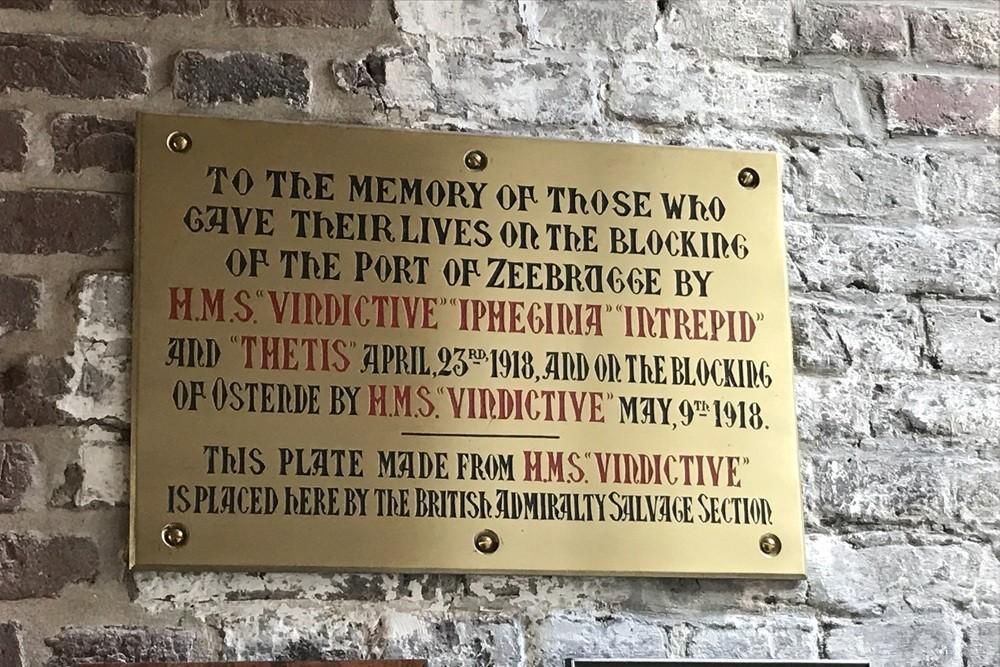 TO THE MEMORY OF THOSE WHO
GAVE THEIR LIVES ON THE BLOCKING
OF THE PORT OF ZEEBRUGGE BY
H.M.S. "VINDICTIVE" "IPHEGINIA" "INTREPID"
AND "THETIS" APRIL, 23RD, 1918, AND ON THE BLOCKING
OF OSTENDE BY H.M.S. "VINDICTIVE" MAY, 9TH 1918.
THIS PLATE MADE FROM H.M.S. "VINDICTIVE"
IS PLACED HERE BY THE BRITISH ADMIRALTY SALVAGE SECTION